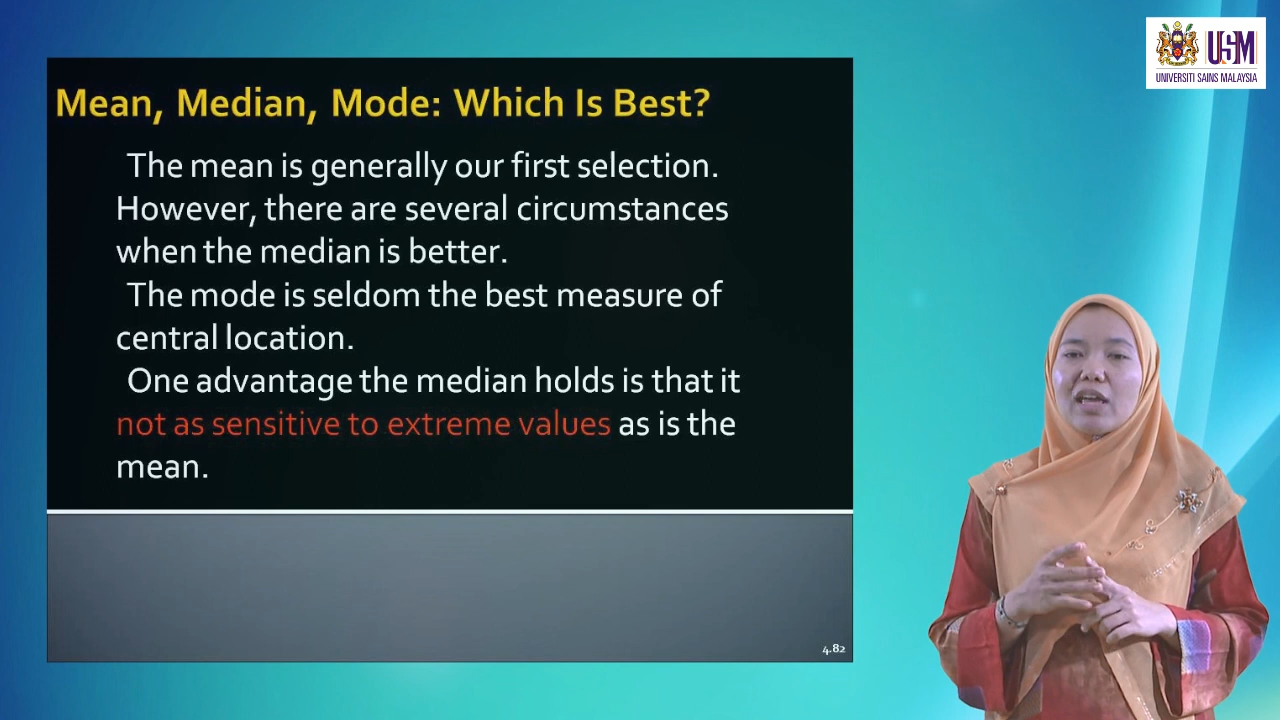 USM
UNIVERSITI SAINS MALAYSIA
Mean, Median, Mode: Which Is Best?
The mean is generally our first selection.
However, there are several circumstances
when the median is better.
The mode is seldom the best measure of
central location.
One advantage the median holds is that it
not as sensitive to extreme values as is the
mean.
4.82